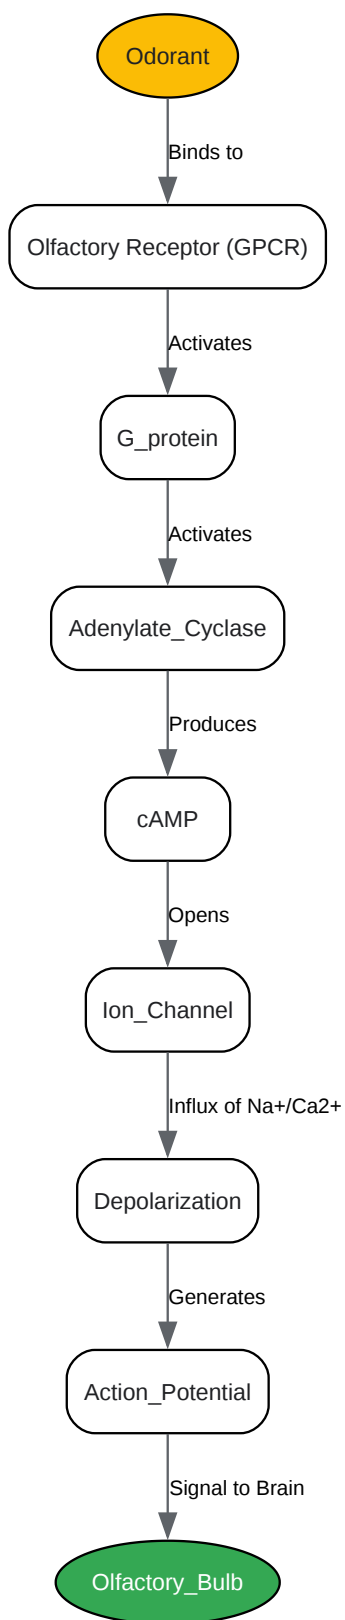 Odorant
Binds to
Olfactory Receptor (GPCR)
Activates
G_protein
Activates
Adenylate_Cyclase
Produces
cAMP
Opens
Ion_Channel
Influx of Na+/Ca2+
Depolarization
Generates
Action_Potential
Signal to Brain
Olfactory_Bulb